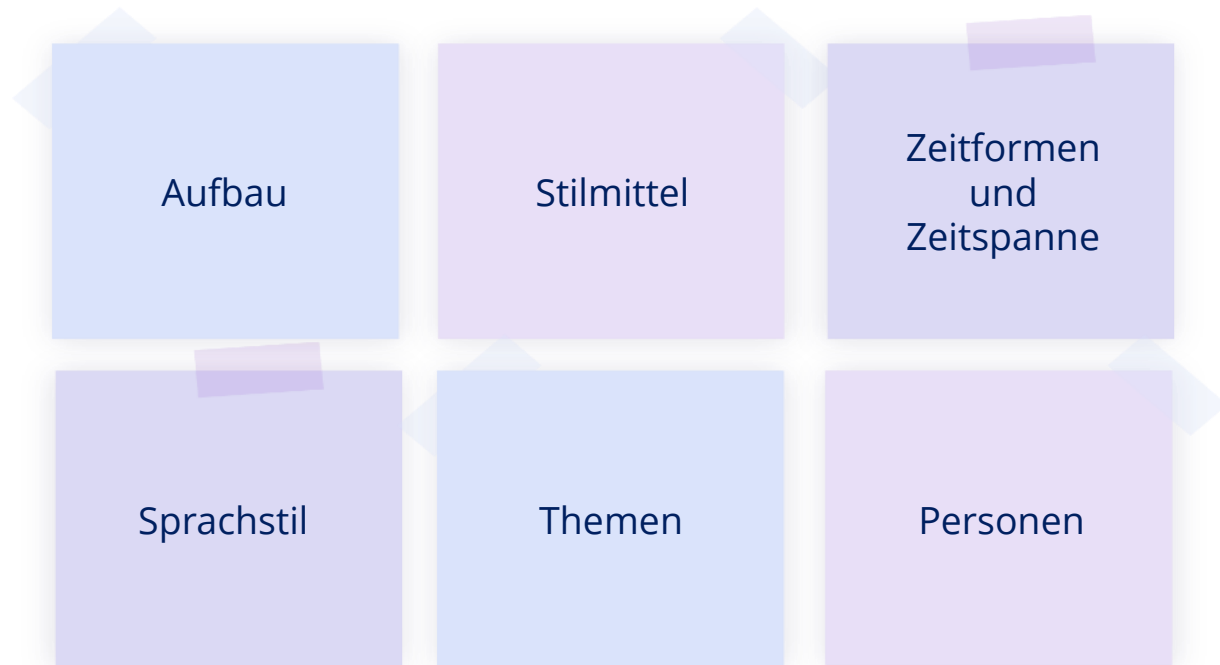 Aufbau
Stilmittel
Zeitformen
und
Zeitspanne
Sprachstil
Themen
Personen